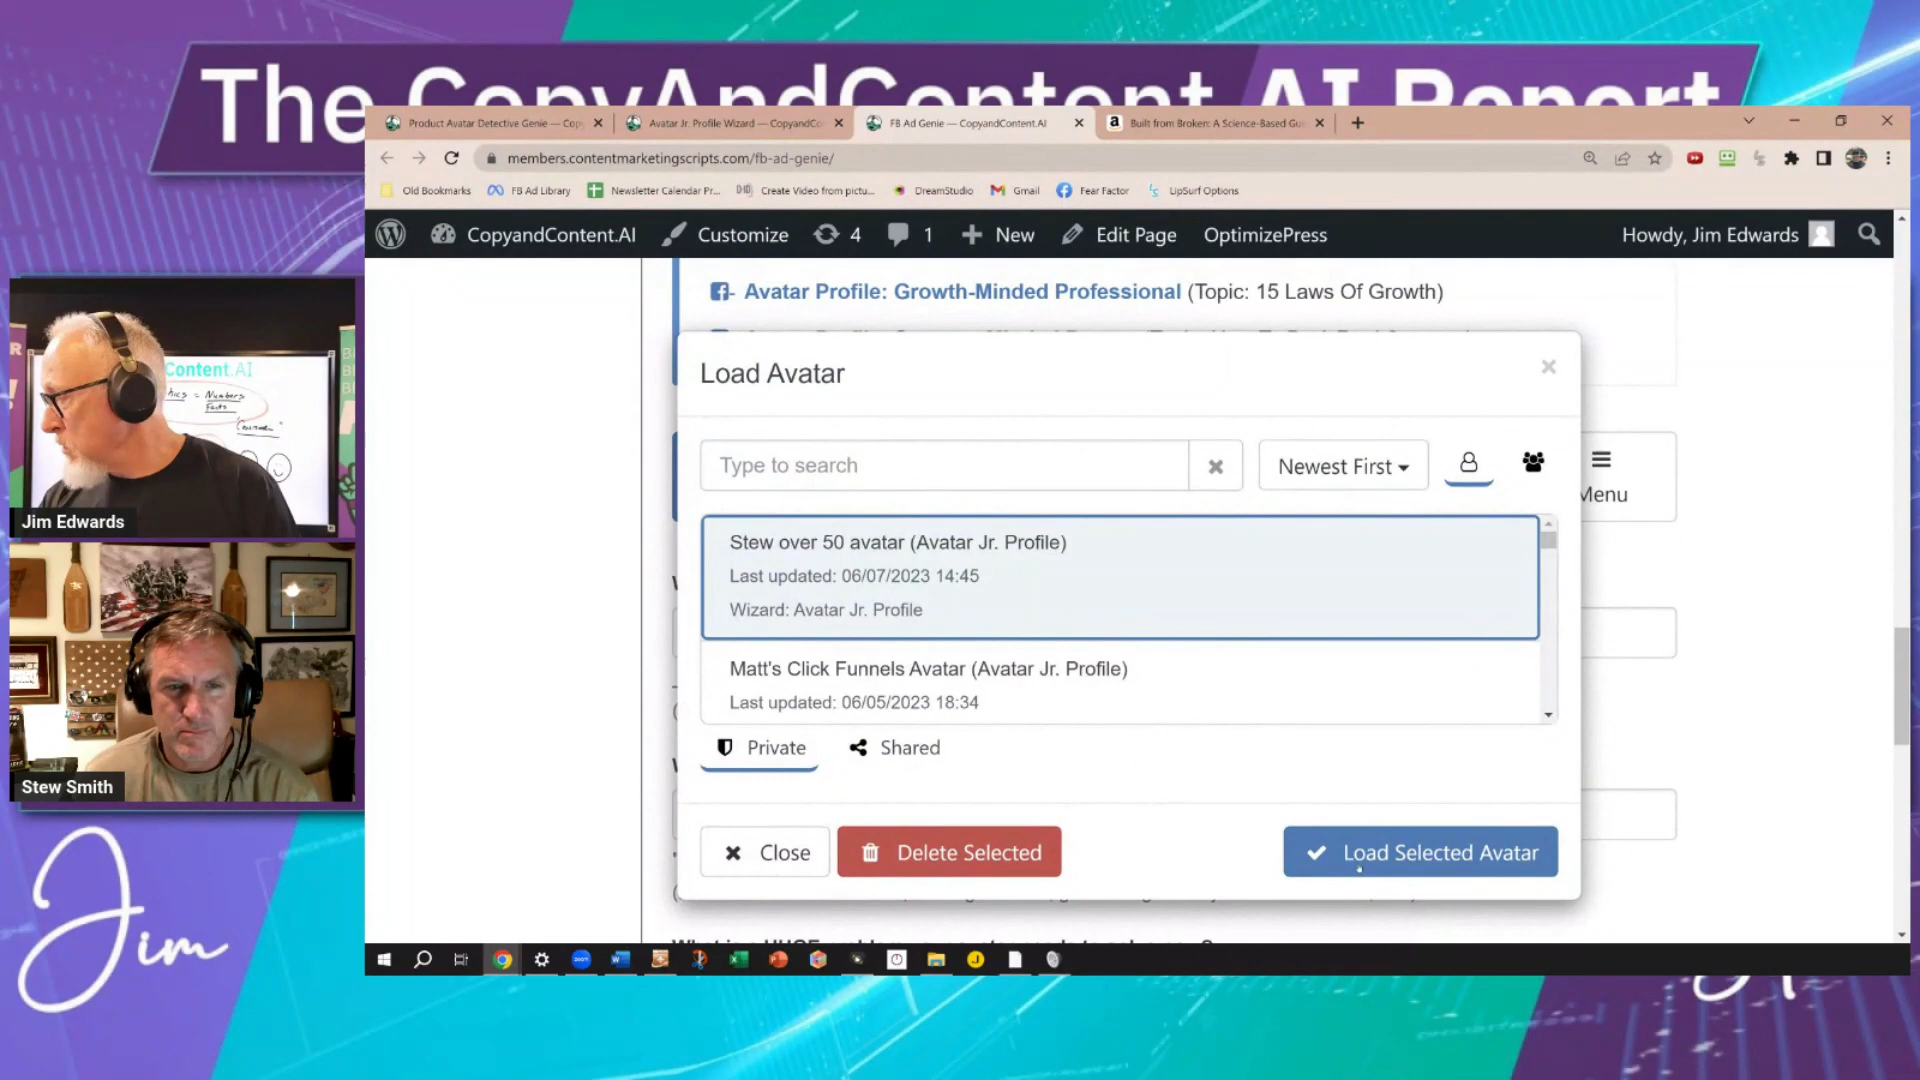 The CopyAndContent.AI Report
Product Avatar Detective Genie — Cop
Avatar Jr. Profile Wizard — CopyandCo
FB Ad Genie — CopyandContent.AI
Built from Broken: A Science-Based Gu
members.contentmarketingscripts.com/fb-ad-genie/
Old Bookmarks
FB Ad Library
Newsletter Calendar Pr...
Create Video from pictu...
DreamStudio
Gmail
Fear Factor
LipSurf Options
CopyandContent.AI
Customize
4
1
New
Edit Page
OptimizePress
Howdy, Jim Edwards
Avatar Profile: Growth-Minded Professional (Topic: 15 Laws Of Growth)
Load Avatar
Type to search
Newest First
Menu
Stew over 50 avatar (Avatar Jr. Profile)
Last updated: 06/07/2023 14:45
Wizard: Avatar Jr. Profile
Matt's Click Funnels Avatar (Avatar Jr. Profile)
Last updated: 06/05/2023 18:34
Private
Shared
Close
Delete Selected
Load Selected Avatar
Content.AI
= Numbers
Facts
Jim Edwards
Stew Smith
Jim